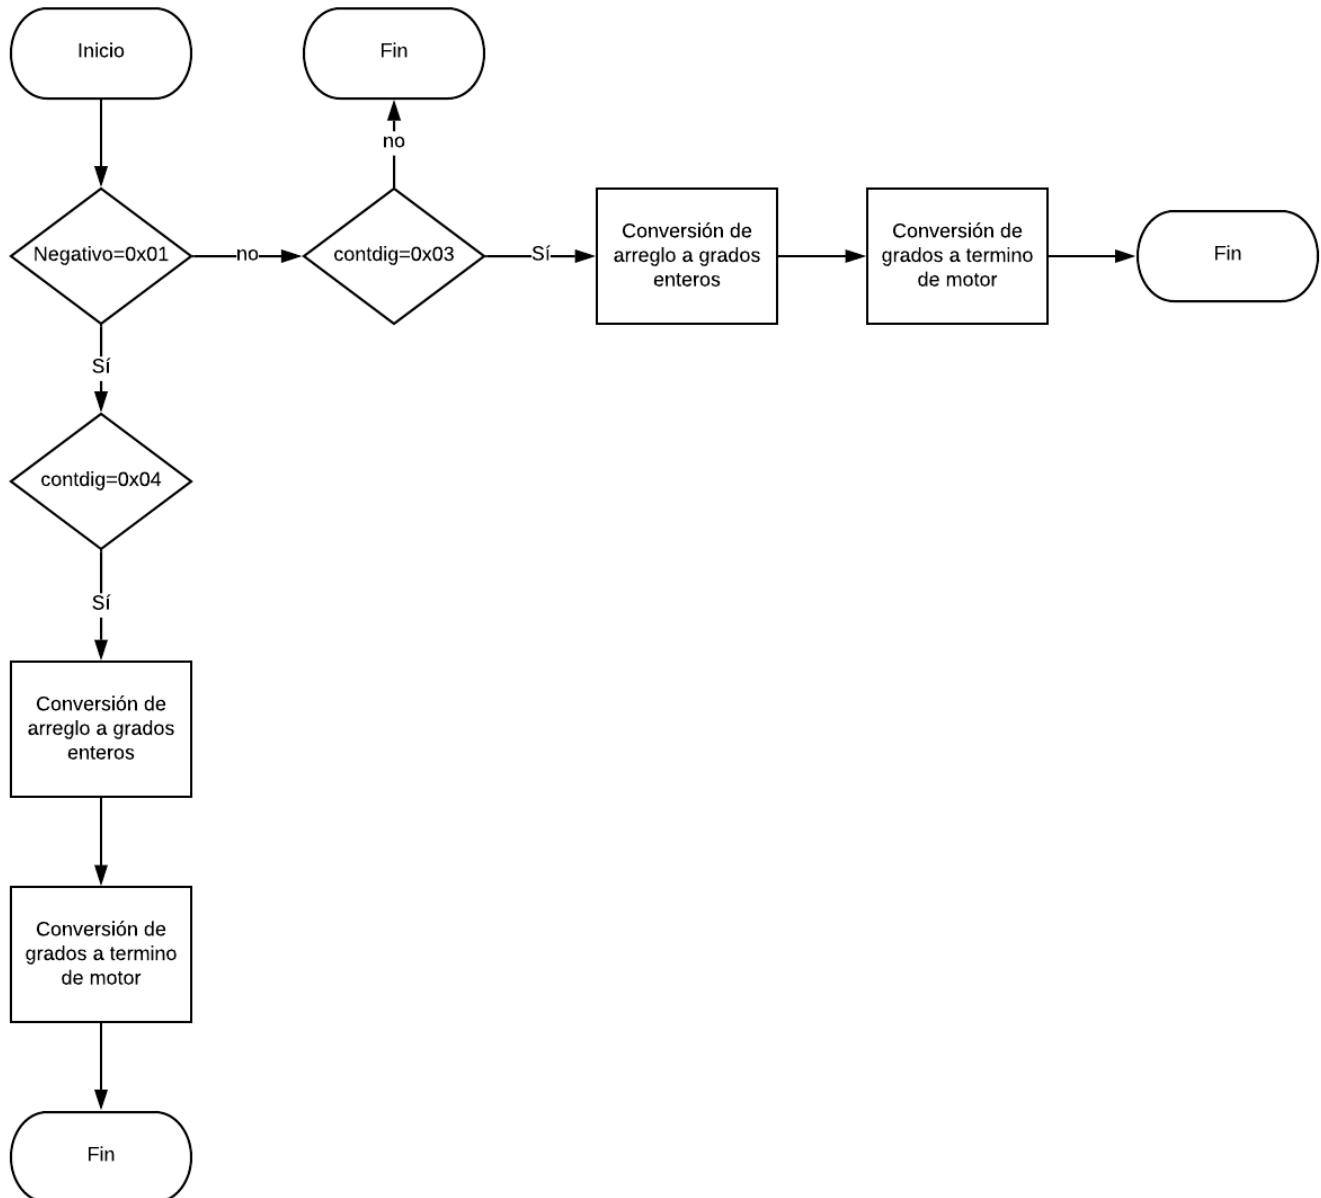 Inicio
Fin
no
Negativo=0x01
no
contdig=0x03
Sí
Conversión de
arreglo a grados
enteros
Conversión de
grados a termino
de motor
Fin
Sí
contdig=0x04
Sí
Conversión de
arreglo a grados
enteros
Conversión de
grados a termino
de motor
Fin